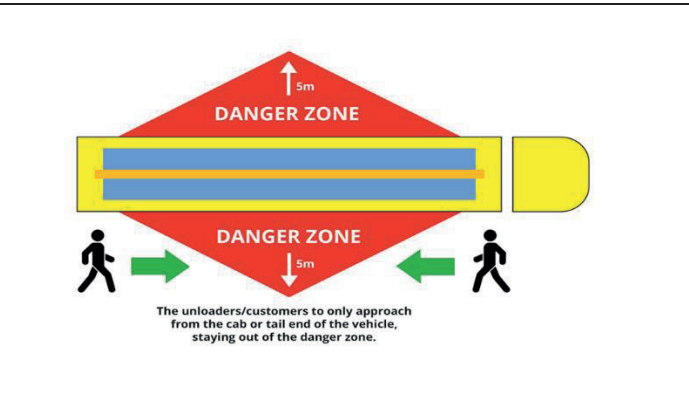 5m
DANGER ZONE
DANGER ZONE
5m
The unloaders/customers to only approach
from the cab or tail end of the vehicle,
staying out of the danger zone.